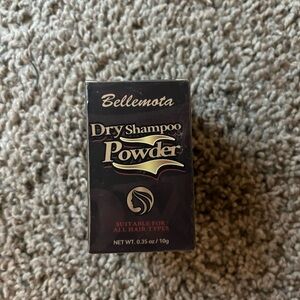 Bellemota
Dry Shampoo
Powder
SUITABLE FOR
ALL HAIR TYPES
NET WT. 0.35 oz / 10g